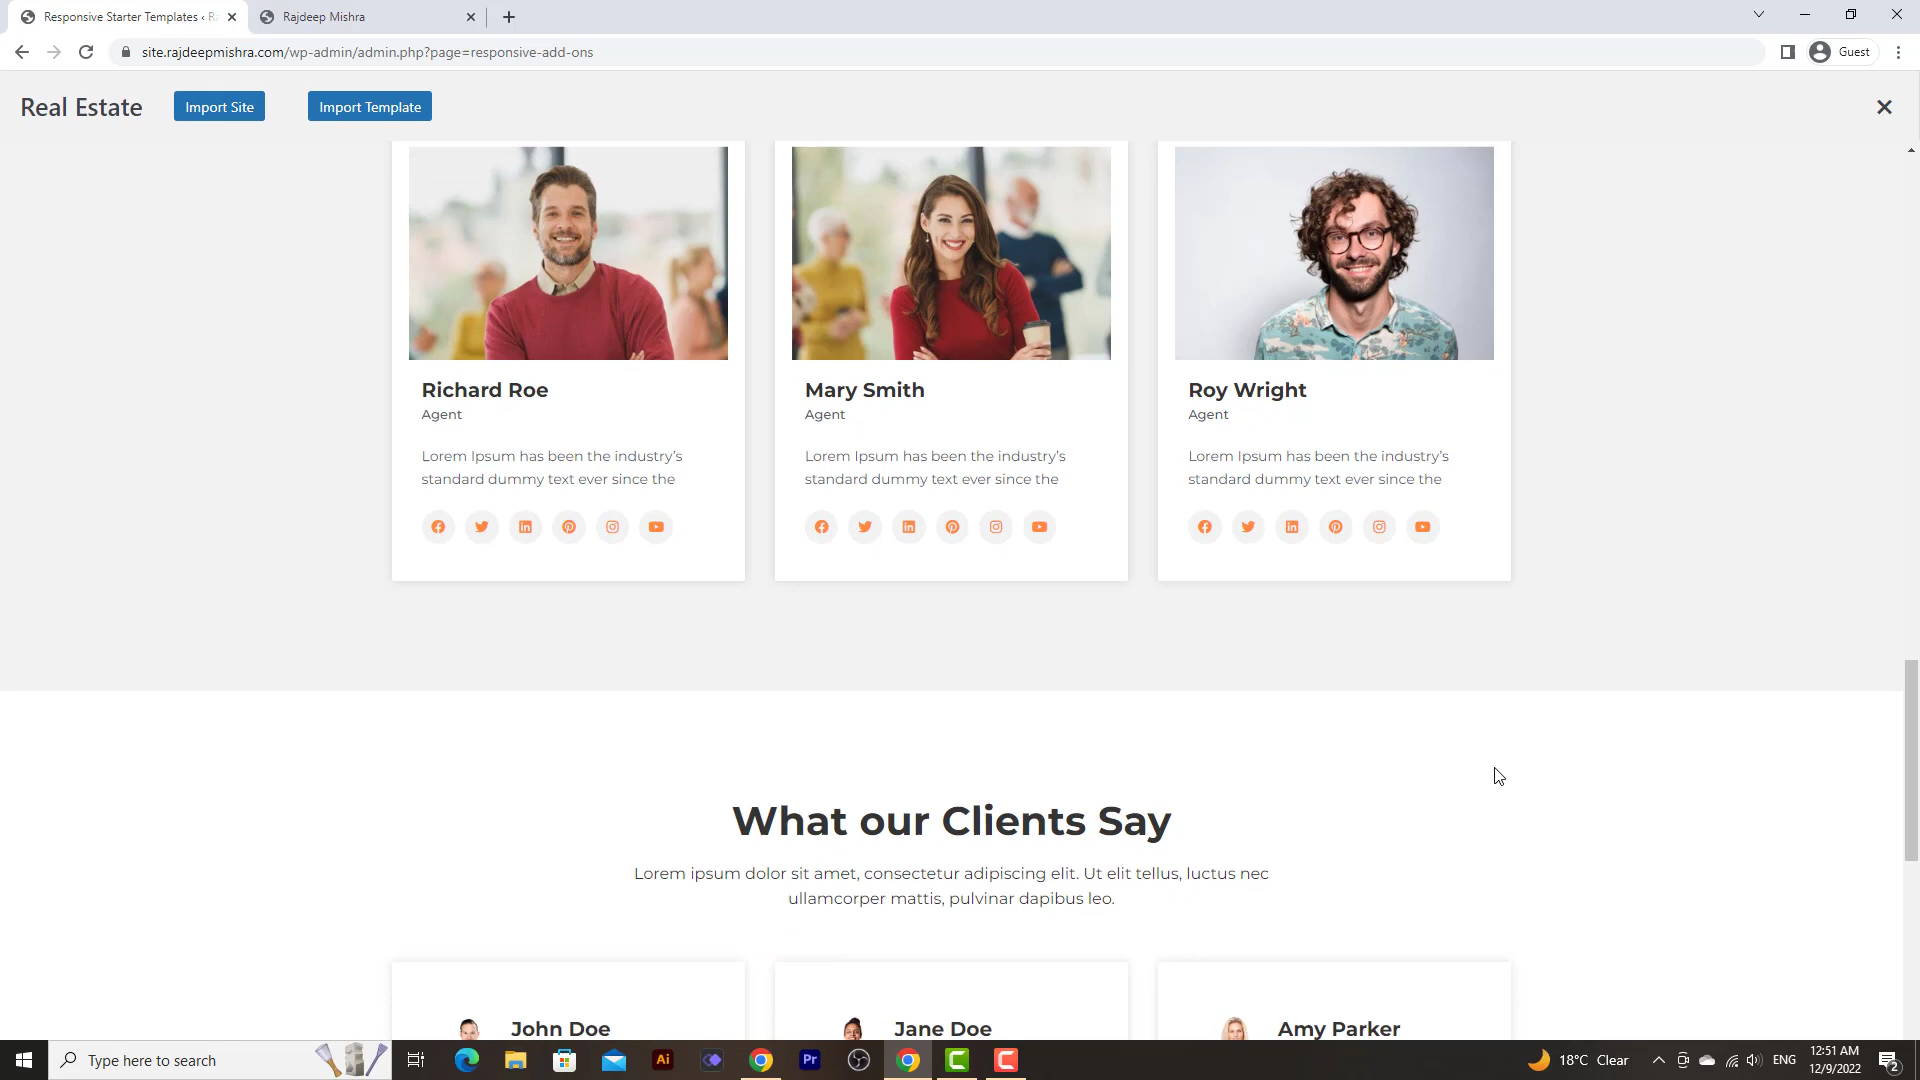 Responsive Starter Templates ‹ R
Rajdeep Mishra
site.rajdeepmishra.com/wp-admin/admin.php?page=responsive-add-ons
Guest
Real Estate
Import Site
Import Template
Richard Roe
Agent
Lorem Ipsum has been the industry's
standard dummy text ever since the
Mary Smith
Agent
Lorem Ipsum has been the industry's
standard dummy text ever since the
Roy Wright
Agent
Lorem Ipsum has been the industry's
standard dummy text ever since the
What our Clients Say
Lorem ipsum dolor sit amet, consectetur adipiscing elit. Ut elit tellus, luctus nec
ullamcorper mattis, pulvinar dapibus leo.
John Doe
Jane Doe
Amy Parker
Type here to search
Ai
Pr
18°C Clear
ENG
12:51 AM
12/9/2022
2